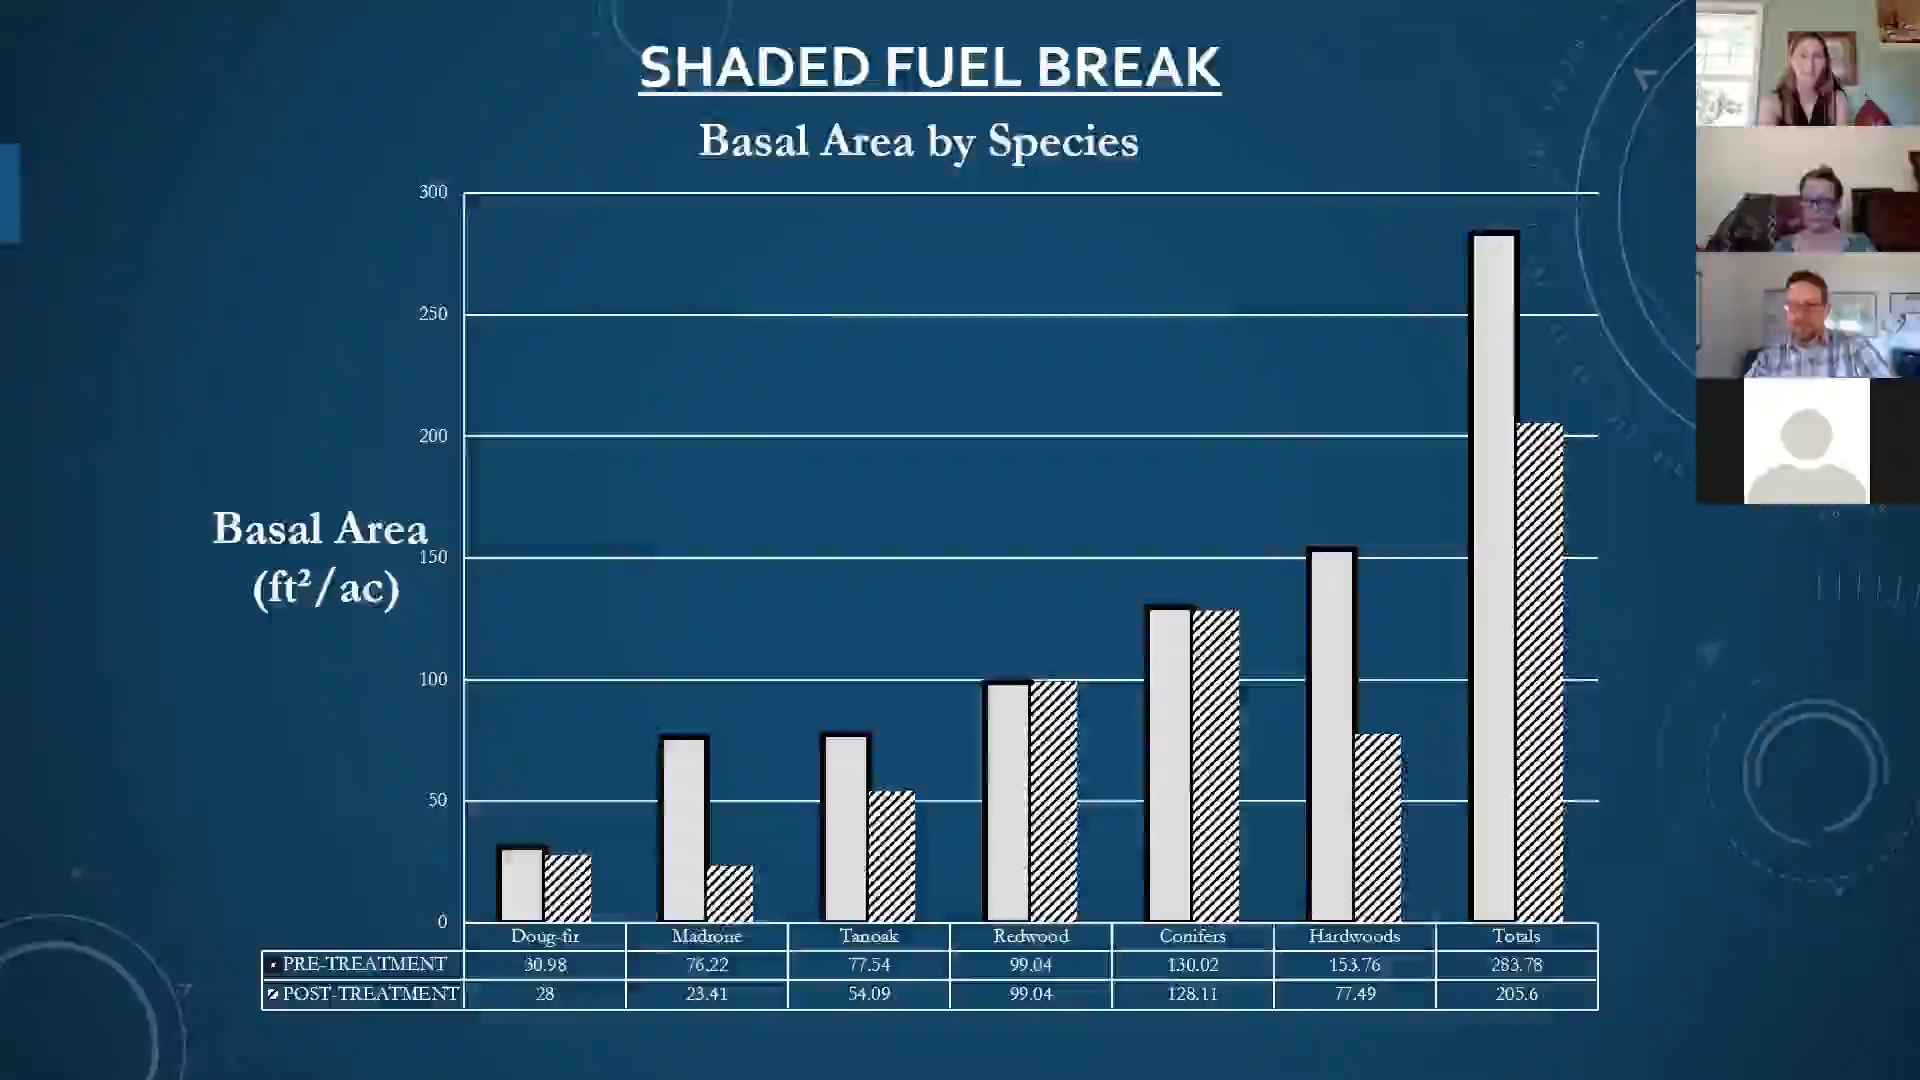 SHADED FUEL BREAK
Basal Area by Species
300
250
200
150
100
50
0
Basal Area
(ft²/ac)
Doug-fir Madrone Tanoak Redwood Conifers Hardwoods Totals
PRE-TREATMENT 30.98 76.22 77.54 99.04 130.02 153.76 283.78
POST-TREATMENT 28 23.41 54.09 99.04 128.11 77.49 205.6